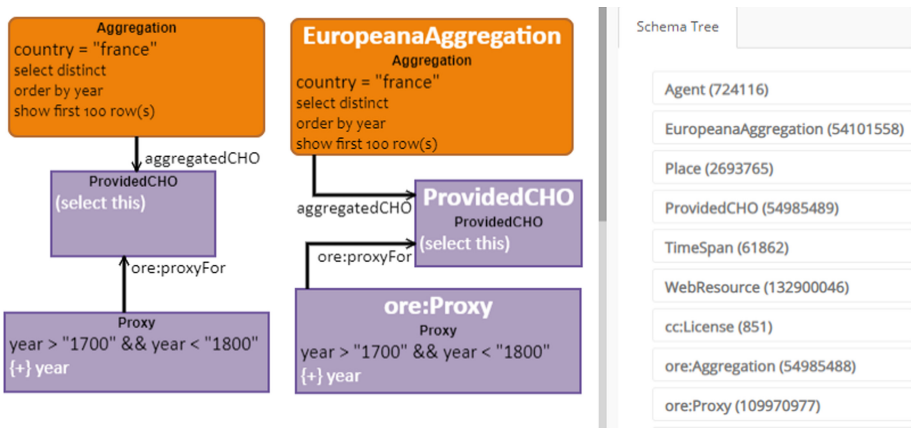 Aggregation
country = "france"
select distinct
order by year
show first 100 row(s)
aggregatedCHO
ProvidedCHO
(select this)
ore:proxyFor
Proxy
year > "1700" && year < "1800"
{+} year
EuropeanaAggregation
Aggregation
country = "france"
select distinct
order by year
show first 100 row(s)
aggregatedCHO
ProvidedCHO
ProvidedCHO
(select this)
ore:proxyFor
ore:Proxy
Proxy
year > "1700" && year < "1800"
{+} year
Schema Tree
Agent (724116)
EuropeanaAggregation (54101558)
Place (2693765)
ProvidedCHO (54985489)
TimeSpan (61862)
WebResource (132900046)
cc:License (851)
ore:Aggregation (54985488)
ore:Proxy (109970977)